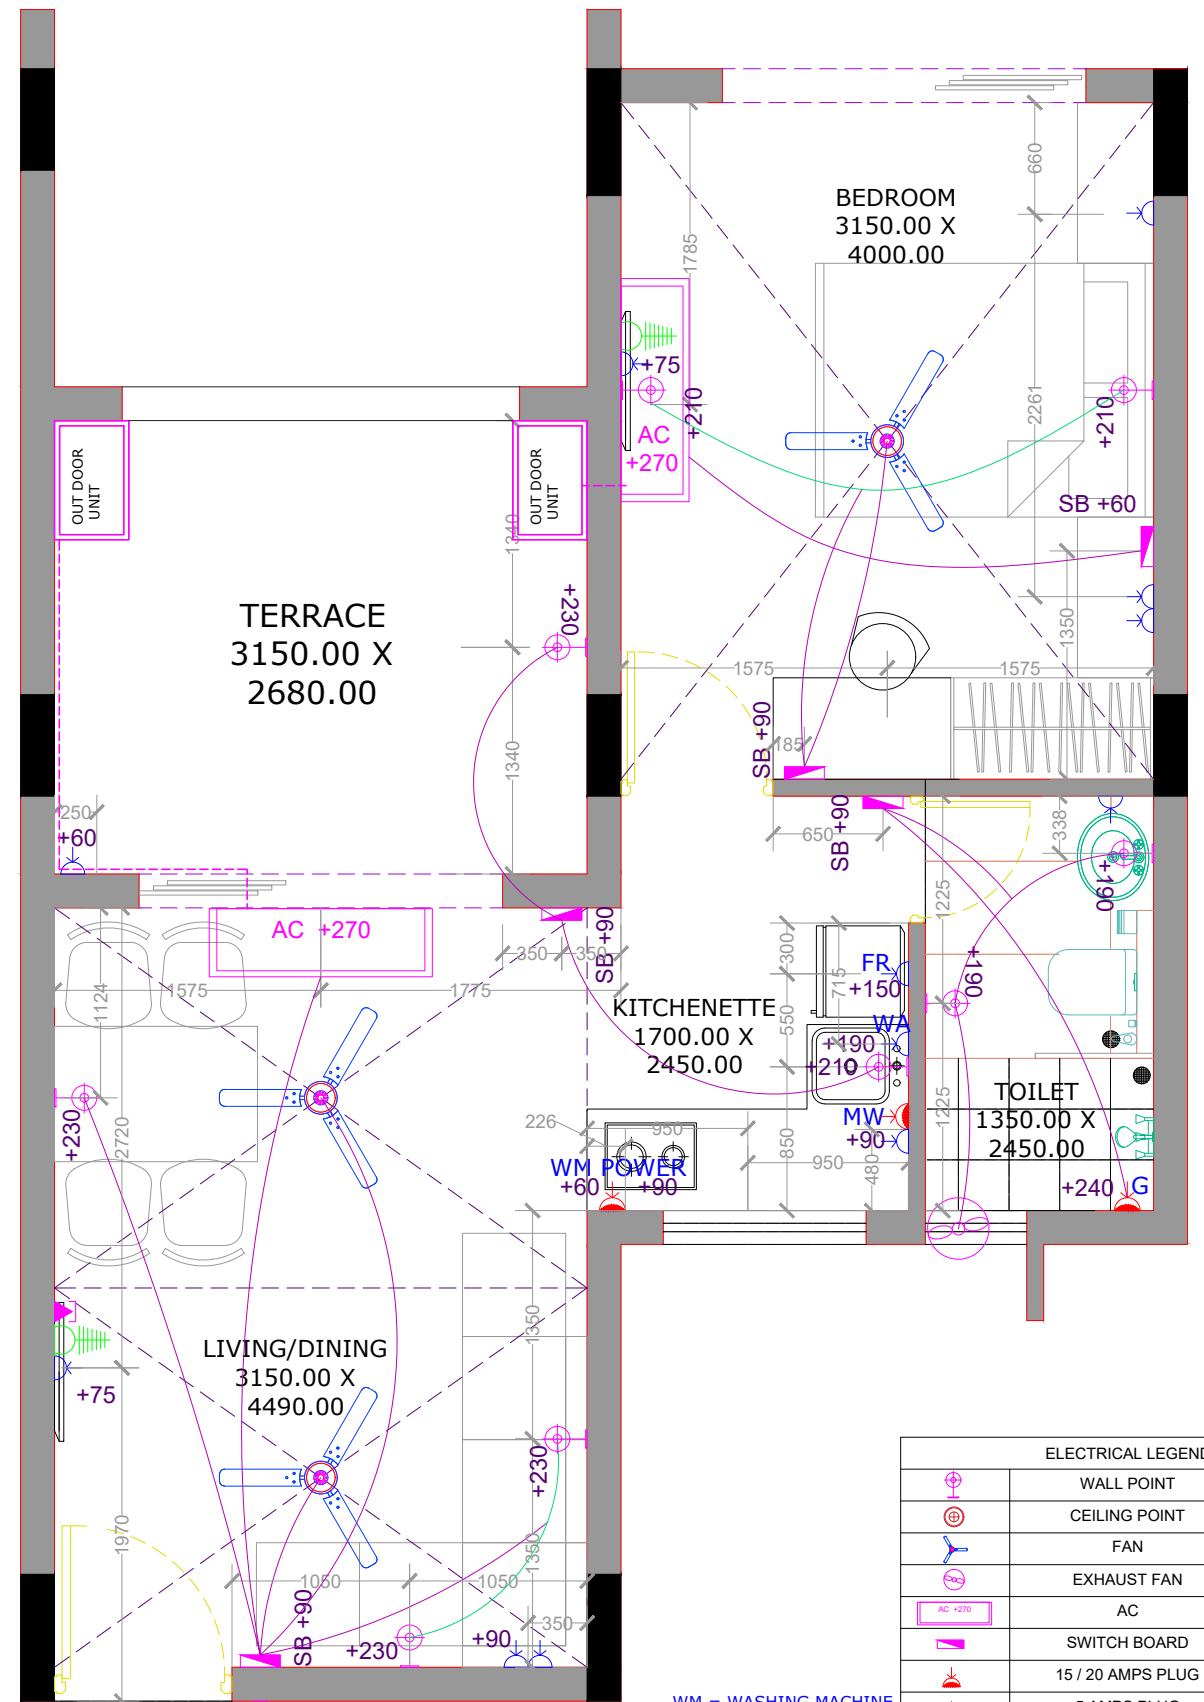 BEDROOM
3150.00 X
4000.00
660
1785
+75
+210
AC
+270
2261
+210
SB +60
OUT DOOR
UNIT
OUT DOOR
UNIT
1340
TERRACE
3150.00 X
2680.00
+230
1340
1350
1575
1575
SB +90
185
250
+60
650
SB +90
338
+190
1225
AC +270
350
350
SB +90
1575
1775
1124
300
715
FR
+150
+190
KITCHENETTE
1700.00 X
2450.00
550
WA
+190
+210
TOILET
1350.00 X
2450.00
1225
+230
2720
226
950
MW
+90
850
950
480
WM POWER
+60
+90
+240
G
1350
LIVING/DINING
3150.00 X
4490.00
+75
+230
1970
1350
1050
1050
SB +90
+230
+90
350
ELECTRICAL LEGEND
WALL POINT
CEILING POINT
FAN
EXHAUST FAN
AC +270
AC
SWITCH BOARD
15 / 20 AMPS PLUG
WM = WASHING MACHINE